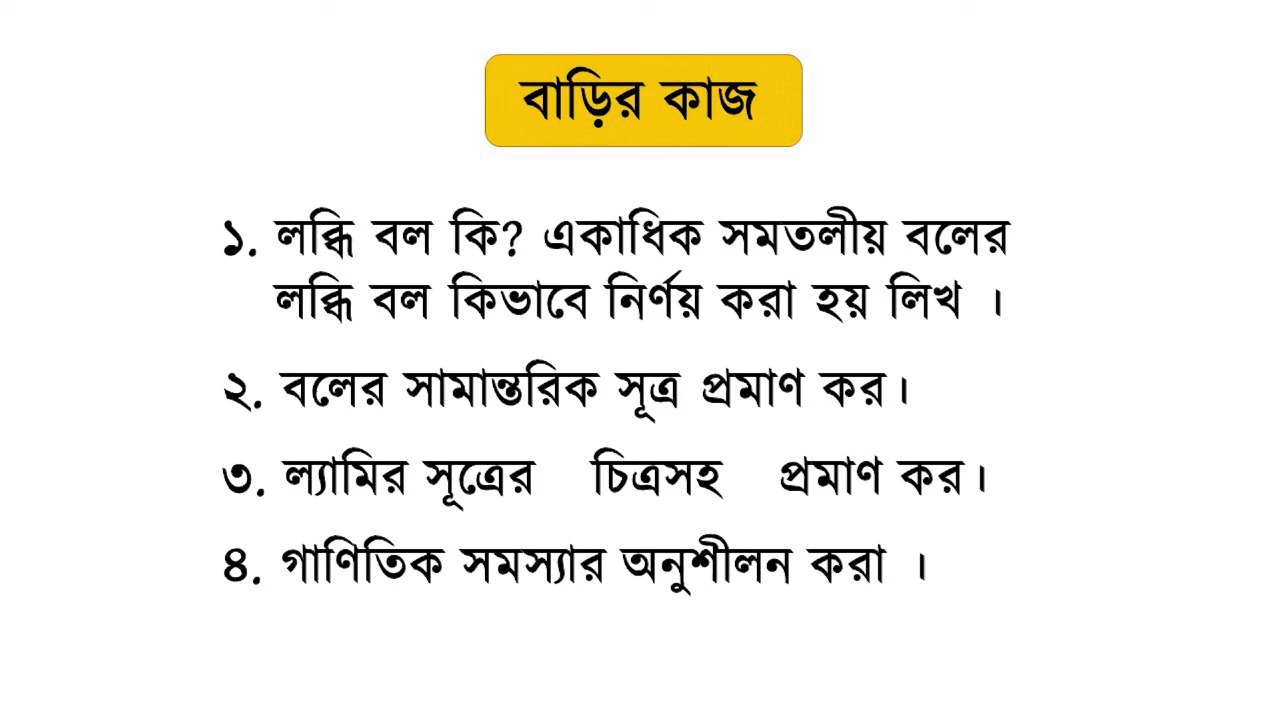 বাড়ির কাজ
১. লব্ধি বল কি? একাধিক সমতলীয় বলের
লব্ধি বল কিভাবে নির্ণয় করা হয় লিখ ।
২. বলের সামান্তরিক সূত্র প্রমাণ কর।
৩. ল্যামির সূত্রের চিত্রসহ প্রমাণ কর।
৪. গাণিতিক সমস্যার অনুশীলন করা ।